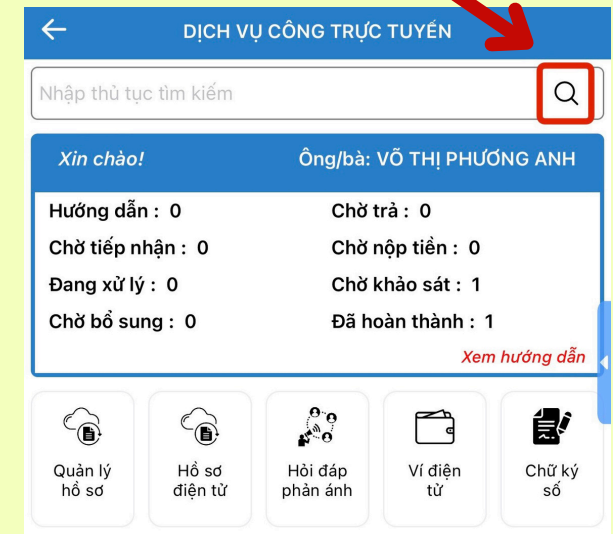 DỊCH VỤ CÔNG TRỰC TUYẾN
Nhập thủ tục tìm kiếm
Xin chào! Ông/bà: VÕ THỊ PHƯƠNG ANH
Hướng dẫn : 0 Chờ trả : 0
Chờ tiếp nhận : 0 Chờ nộp tiền : 0
Đang xử lý : 0 Chờ khảo sát : 1
Chờ bổ sung : 0 Đã hoàn thành : 1
Xem hướng dẫn
Quản lý hồ sơ
Hồ sơ điện tử
Hỏi đáp phản ánh
Ví điện tử
Chữ ký số